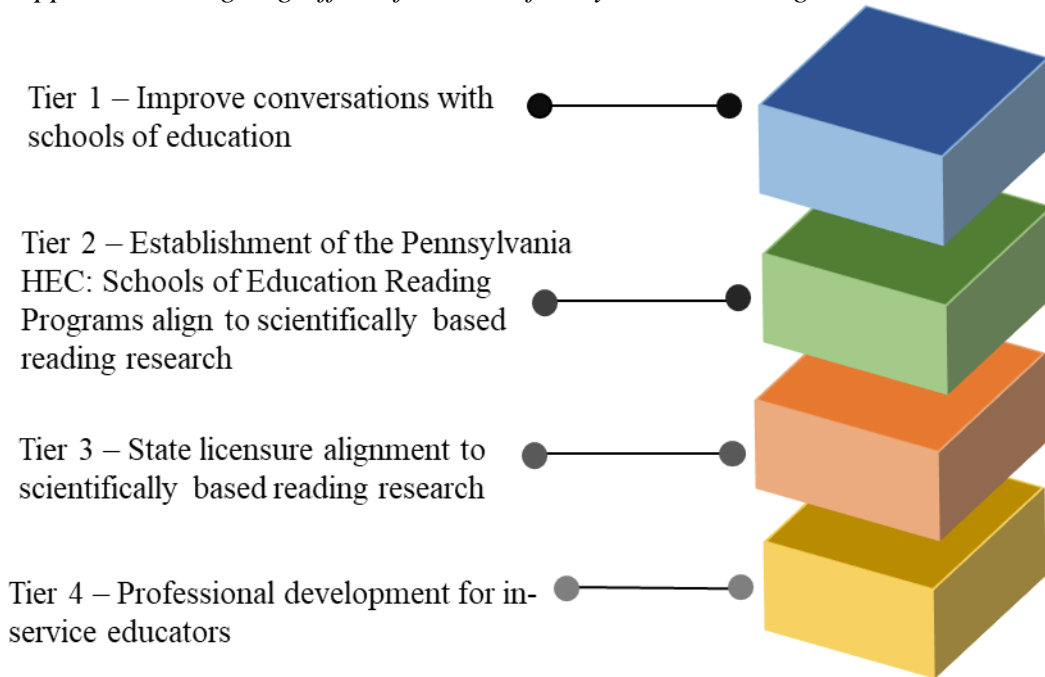 Tier 1 – Improve conversations with
schools of education
Tier 2 – Establishment of the Pennsylvania
HEC: Schools of Education Reading
Programs align to scientifically based
reading research
Tier 3 – State licensure alignment to
scientifically based reading research
Tier 4 – Professional development for in-
service educators